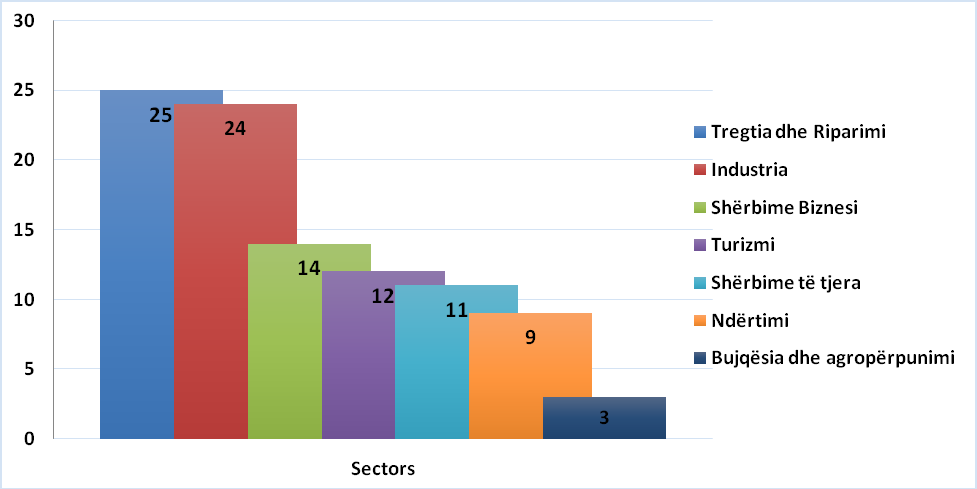 30
25
20
15
10
5
0
25
24
14
12
11
9
3
Sectors
Tregtia dhe Riparimi
Industria
Shërbime Biznesi
Turizmi
Shërbime të tjera
Ndërtimi
Bujqësia dhe agropërpunimi